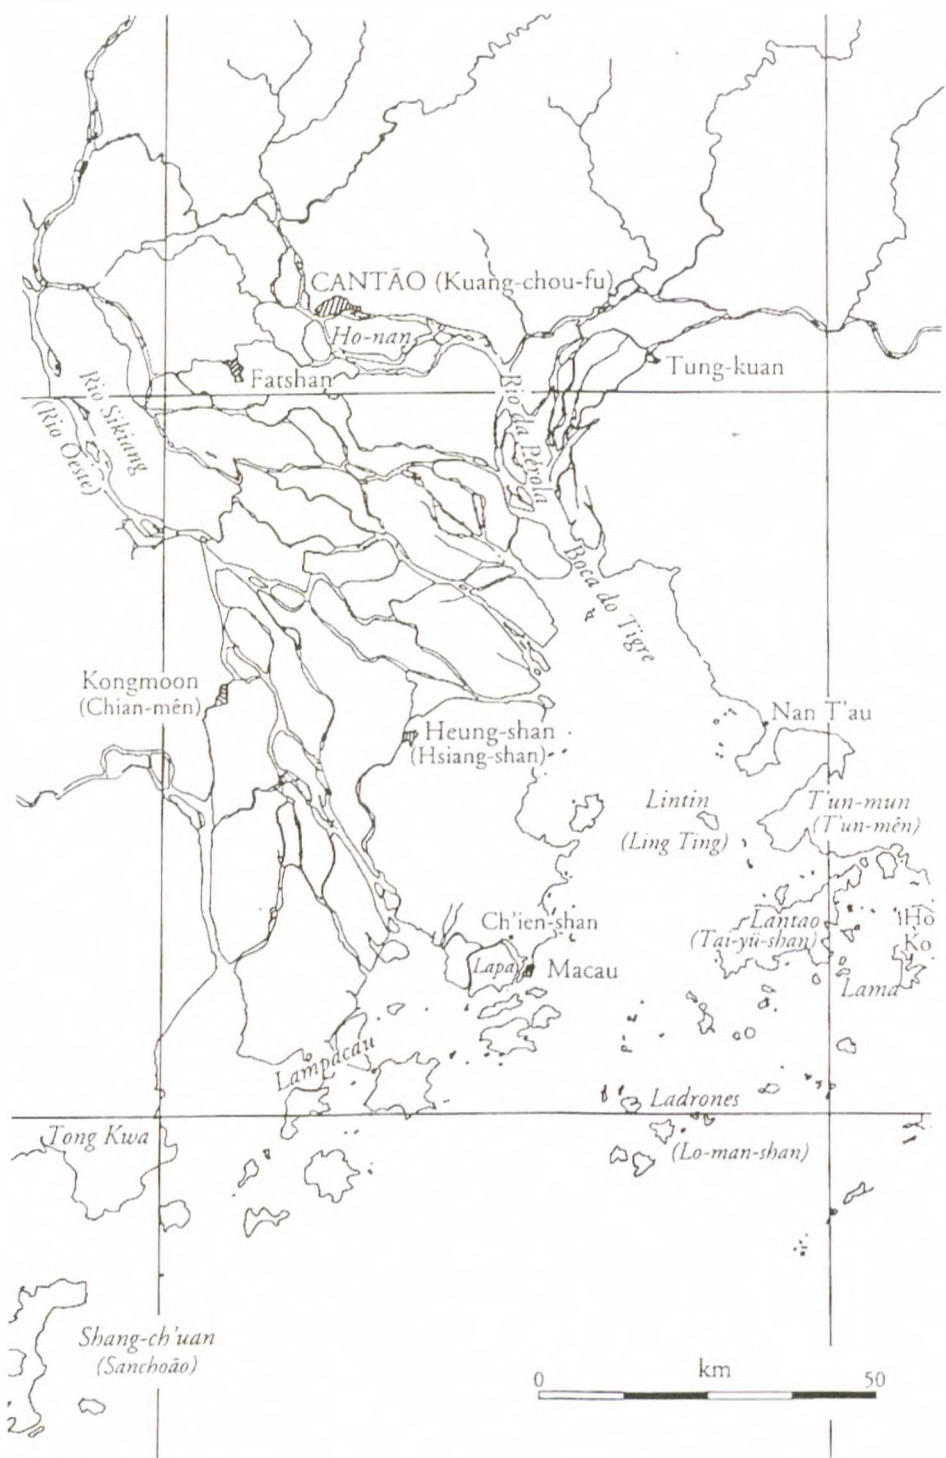 CANTÃO (Kuang-chou-fu)
Ho-nan
Fatshan
Tung-kuan
Rio Sikiang
(Rio Oeste)
Rio da Pérola
Boca do Tigre
Kongmoon
(Chian-mên)
Nan T'au
Heung-shan
(Hsiang-shan)
Lintin
(Ling Ting)
T'un-mun
(T'un-mên)
Ch'ien-shan
Lantao
(Tai-yü-shan)
Ho
Ko
Lapa
Macau
Lama
Lampacau
Ladrones
Tong Kwa
(Lo-man-shan)
Shang-ch'uan
(Sanchoão)
km
0 50